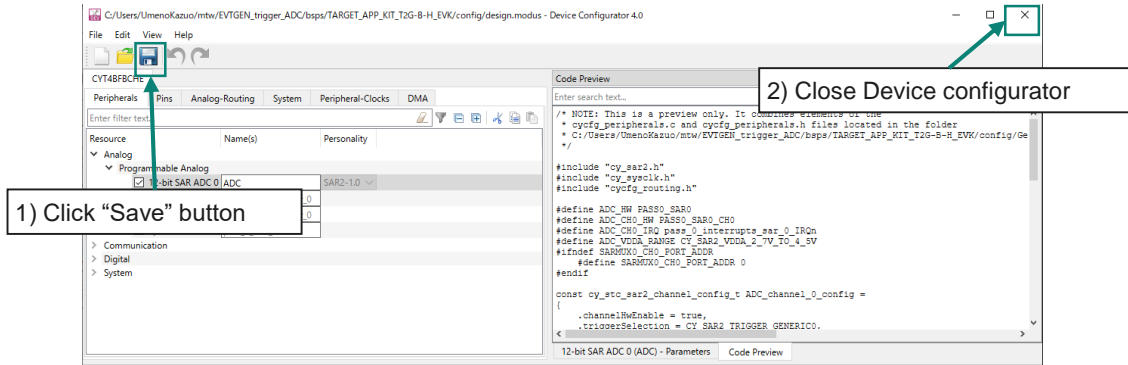 C:/Users/UmenoKazuo/mtw/EVTGEN_trigger_ADC/bsps/TARGET_APP_KIT_T2G-B-H_EVK/config/design.modus - Device Configurator 4.0
File Edit View Help
CYT4BFBCHE
Code Preview
2) Close Device configurator
Peripherals Pins Analog-Routing System Peripheral-Clocks DMA
Enter search text...
Enter filter text
Resource Name(s) Personality
Analog
Programmable Analog
12-bit SAR ADC 0 ADC SAR2-1.0
1) Click “Save” button
Communication
Digital
System
/* NOTE: This is a preview only. It combines elements of the
* cycfg_peripherals.c and cycfg_peripherals.h files located in the folder
* C:/Users/UmenoKazuo/mtw/EVTGEN_trigger_ADC/bsps/TARGET_APP_KIT_T2G-B-H_EVK/config/Ge
*/
#include "cy_sar2.h"
#include "cy_sysclk.h"
#include "cycfg_routing.h"
#define ADC_HW PASS0_SAR0
#define ADC_CH0_HW PASS0_SAR0_CH0
#define ADC_CH0_IRQ pass_0_interrupts_sar_0_IRQn
#define ADC_VDDA_RANGE CY_SAR2_VDDA_2_7V_TO_4_5V
#ifndef SARMUX0_CH0_PORT_ADDR
#define SARMUX0_CH0_PORT_ADDR 0
#endif
const cy_stc_sar2_channel_config_t ADC_channel_0_config =
{
.channelHwEnable = true,
.triggerSelection = CY_SAR2_TRIGGER_GENERIC0,
12-bit SAR ADC 0 (ADC) - Parameters Code Preview